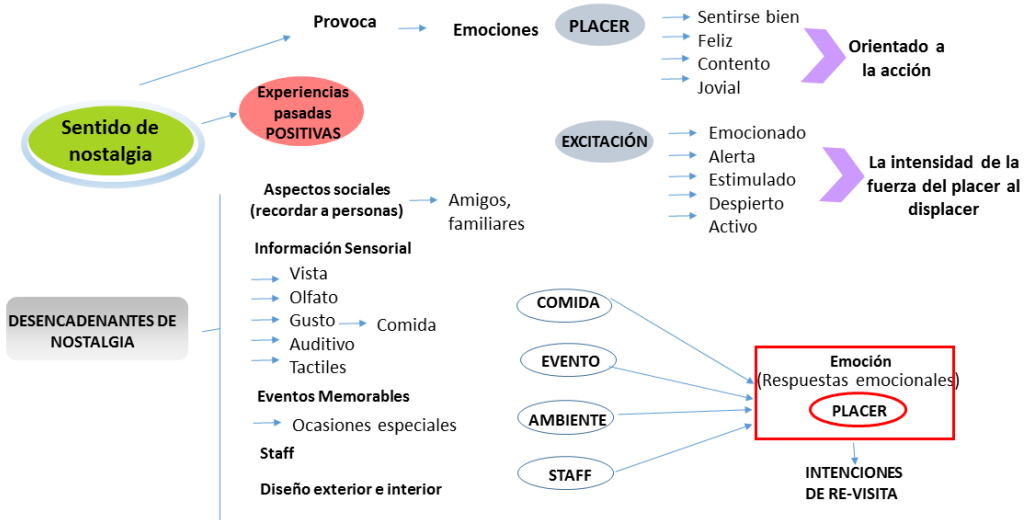 Provoca
Emociones
PLACER
Sentirse bien
Feliz
Contento
Jovial
Orientado a
la acción
Sentido de
nostalgia
Experiencias
pasadas
POSITIVAS
EXCITACIÓN
Emocionado
Alerta
Estimulado
Despierto
Activo
La intensidad de la
fuerza del placer al
displacer
DESENCADENANTES DE
NOSTALGIA
Aspectos sociales
(recordar a personas)
Amigos,
familiares
Información Sensorial
Vista
Olfato
Gusto
Comida
Auditivo
Tactiles
Eventos Memorables
Ocasiones especiales
Staff
Diseño exterior e interior
COMIDA
EVENTO
AMBIENTE
STAFF
Emoción
(Respuestas emocionales)
PLACER
INTENCIONES
DE RE-VISITA